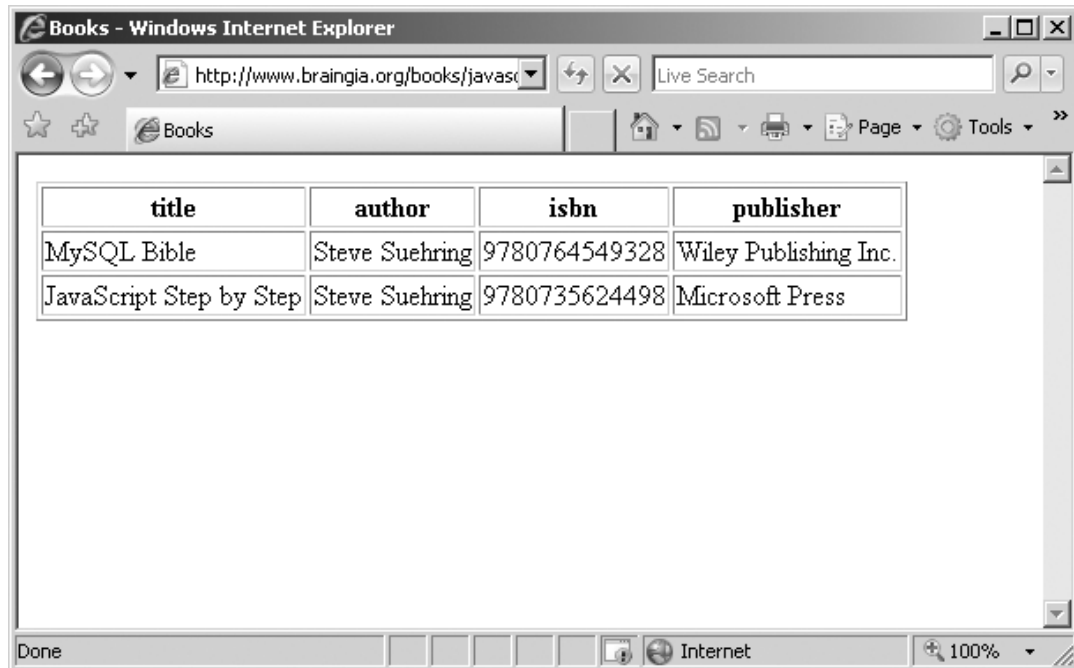 Books - Windows Internet Explorer
http://www.braingia.org/books/javasc
Live Search
Books
Page
Tools
title author isbn publisher
MySQL Bible Steve Suehring 9780764549328 Wiley Publishing Inc.
JavaScript Step by Step Steve Suehring 9780735624498 Microsoft Press
Done Internet 100%